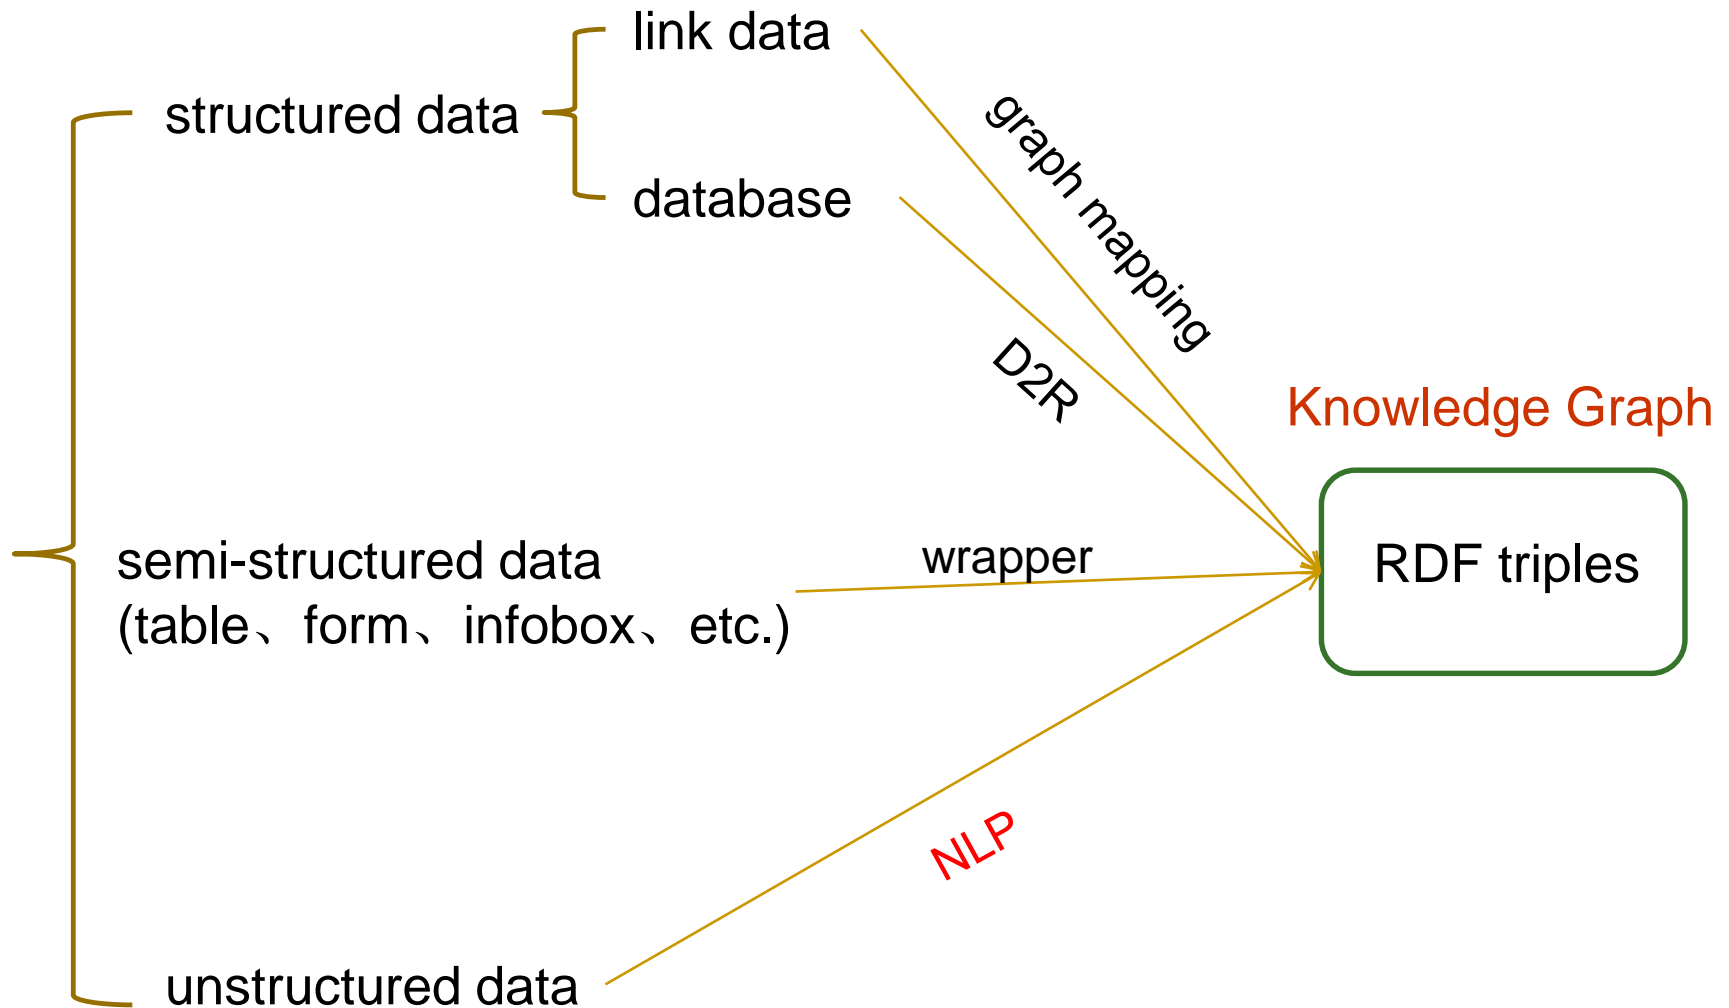 link data
structured data
database
graph mapping
D2R
Knowledge Graph
RDF triples
wrapper
semi-structured data
(table、form、infobox、etc.)
NLP
unstructured data